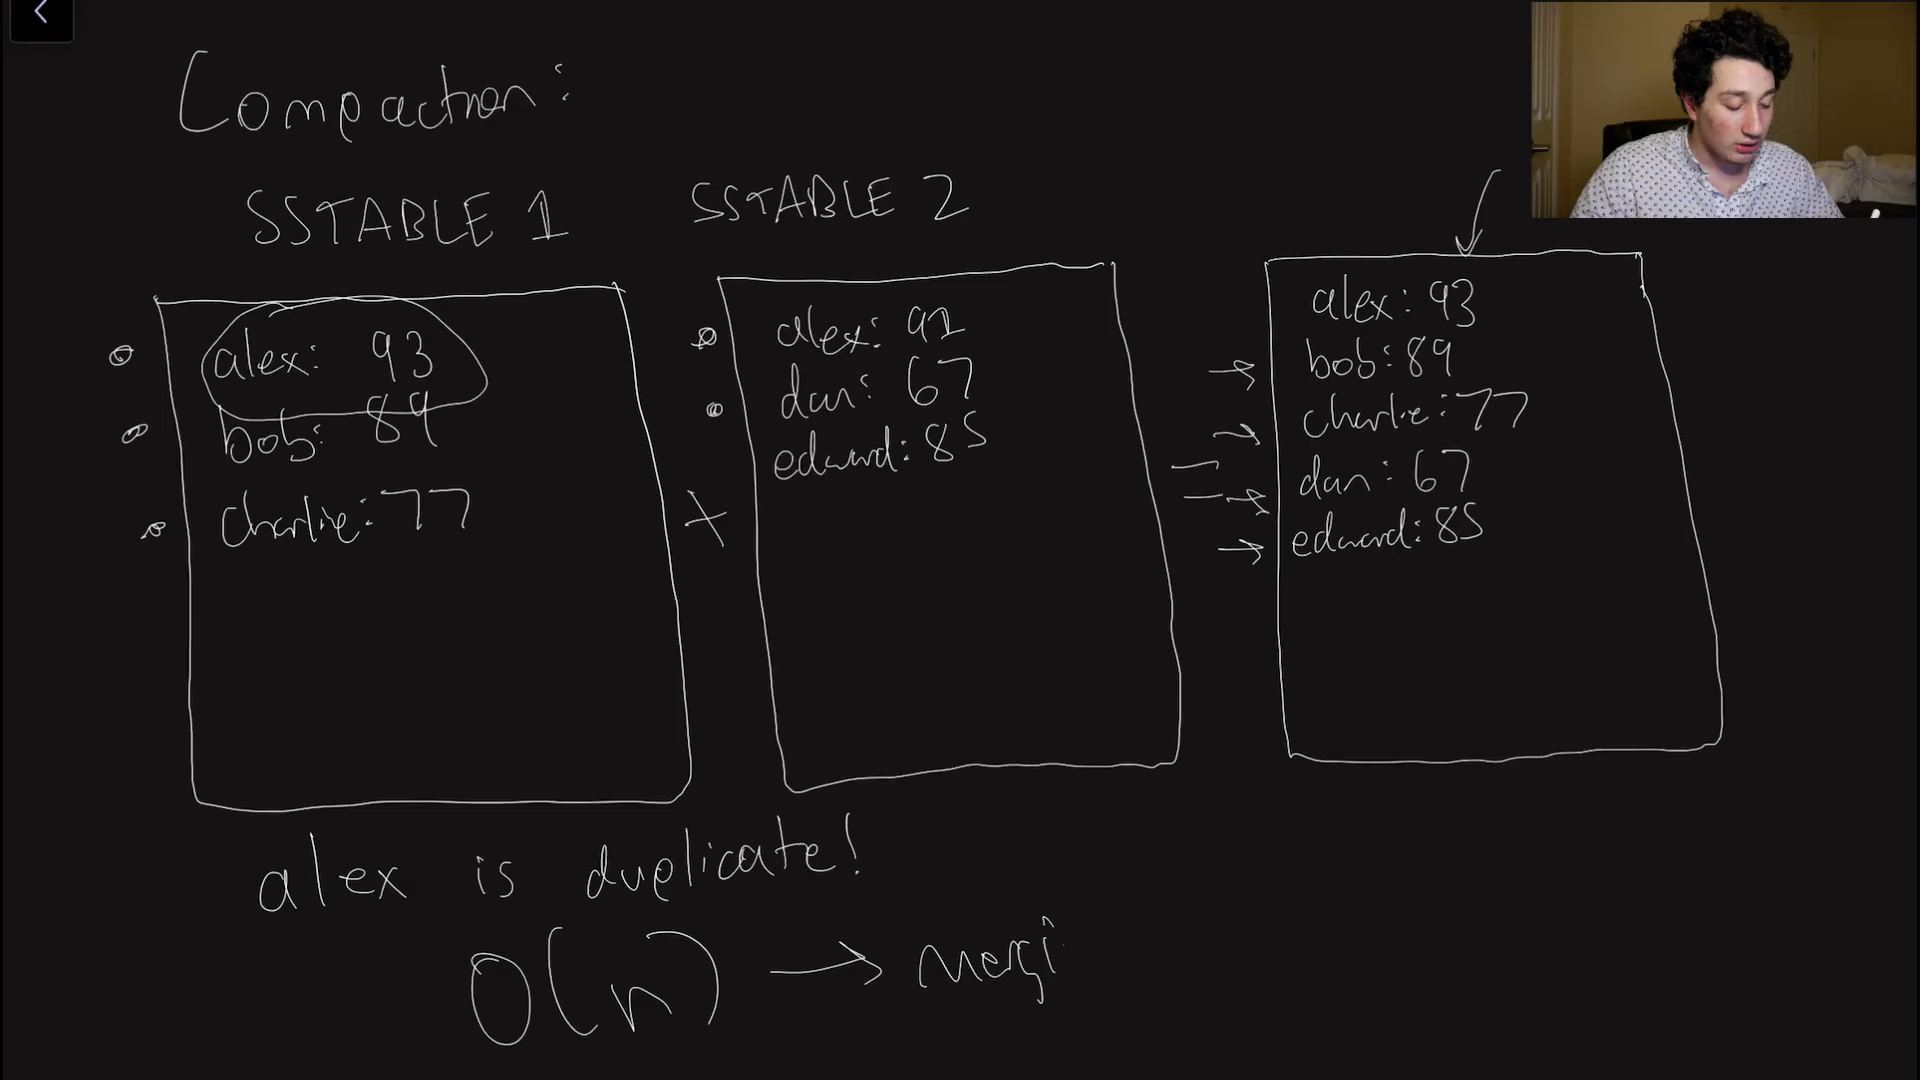 Compaction:
SSTABLE 1
SSTABLE 2
alex: 93
bob: 89
charlie: 77
+
alex: 91
dan: 67
edward: 85
=
alex: 93
bob: 89
charlie: 77
dan: 67
edward: 85
alex is duplicate!
O(n) → mergi